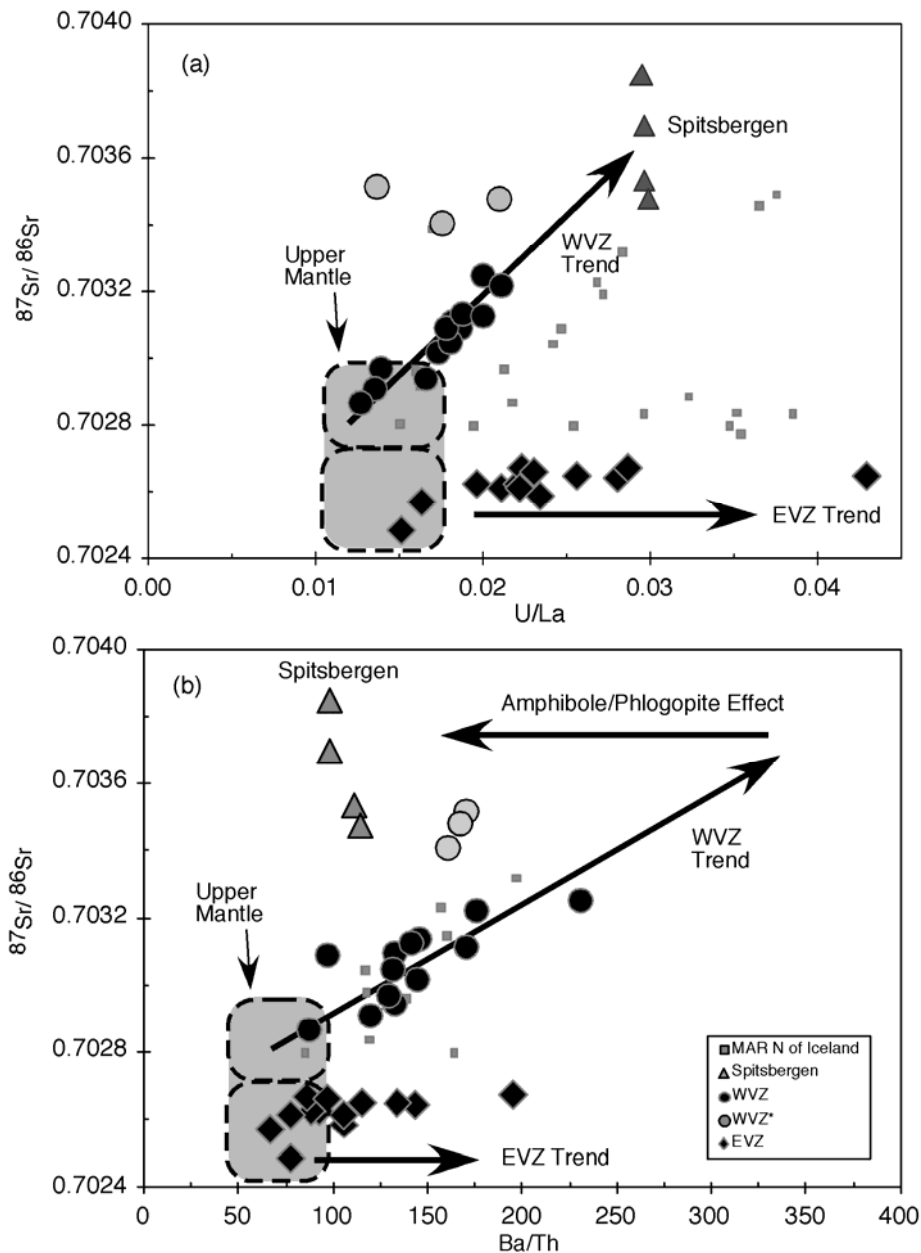 0.7040
(a)
Spitsbergen
0.7036
87Sr/ 86Sr
Upper
Mantle
WVZ
Trend
0.7032
0.7028
EVZ Trend
0.7024
0.00 0.01 0.02 0.03 0.04
U/La
0.7040
(b)
Spitsbergen
Amphibole/Phlogopite Effect
0.7036
87Sr/ 86Sr
WVZ
Trend
Upper
Mantle
0.7032
0.7028
MAR N of Iceland
Spitsbergen
WVZ
WVZ*
EVZ
EVZ Trend
0.7024
0 50 100 150 200 250 300 350 400
Ba/Th